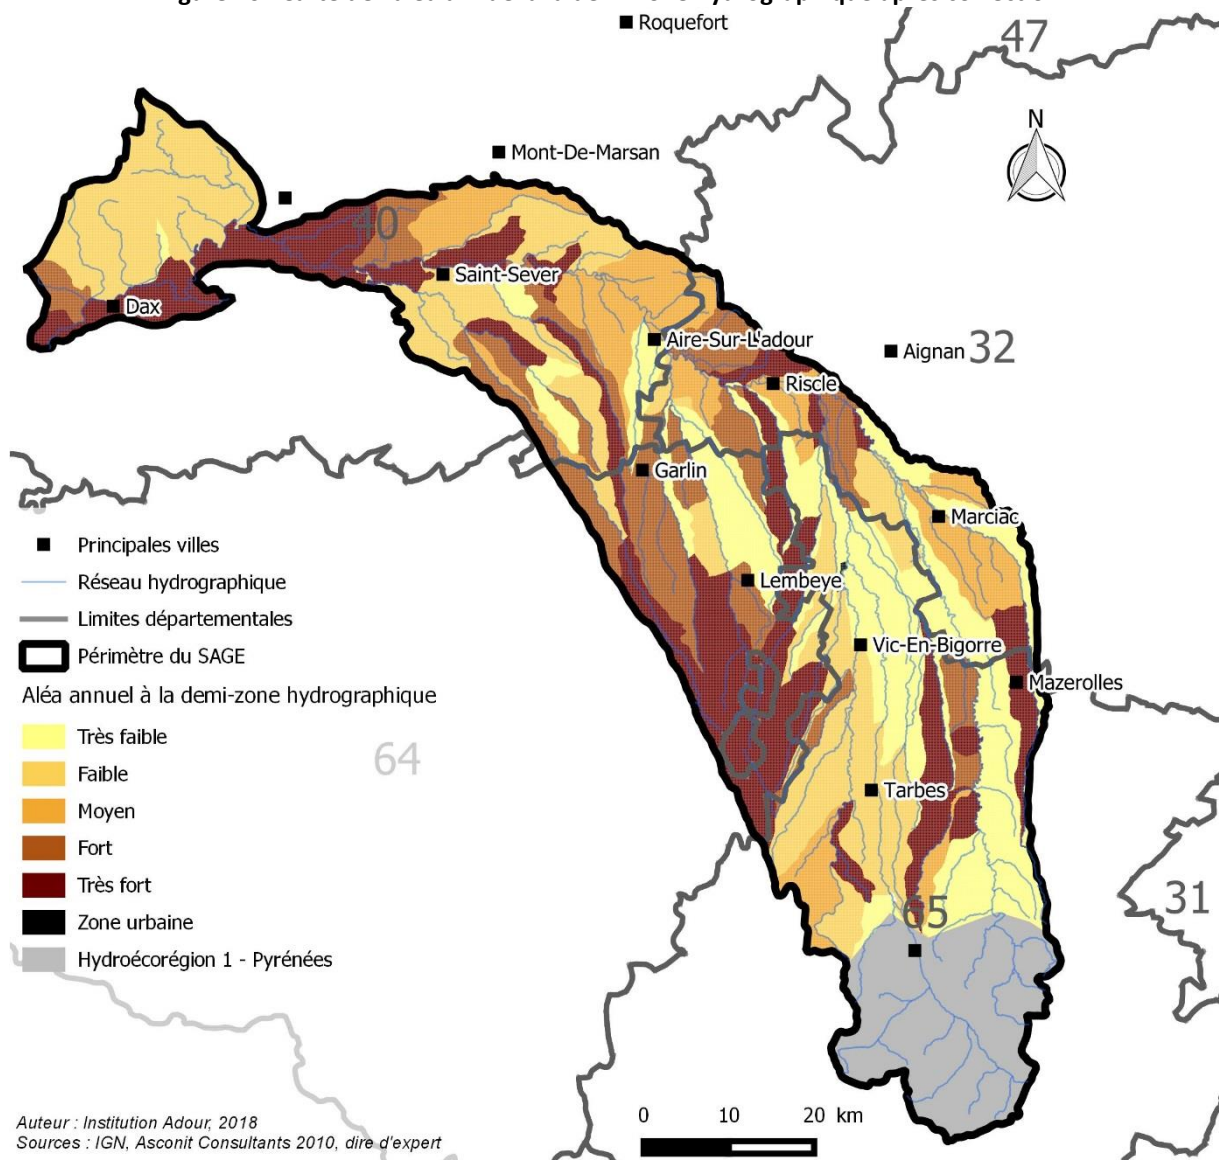 Roquefort
47
N
Mont-De-Marsan
40
Saint-Sever
Dax
Aire-Sur-L'adour
Aignan
32
Riscle
Garlin
Marciac
Principales villes
Réseau hydrographique
Limites départementales
Périmètre du SAGE
Lembeye
Vic-En-Bigorre
Mazerolles
Aléa annuel à la demi-zone hydrographique
Très faible
Faible
Moyen
Fort
Très fort
Zone urbaine
Hydroécorégion 1 - Pyrénées
64
Tarbes
65
31
Auteur : Institution Adour, 2018
Sources : IGN, Asconit Consultants 2010, dire d'expert
0 10 20 km